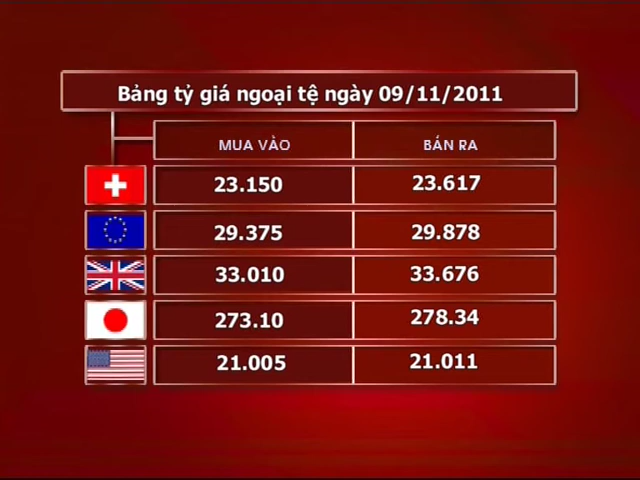 Bảng tỷ giá ngoại tệ ngày 09/11/2011
MUA VÀO BÁN RA
23.150 23.617
29.375 29.878
33.010 33.676
273.10 278.34
21.005 21.011